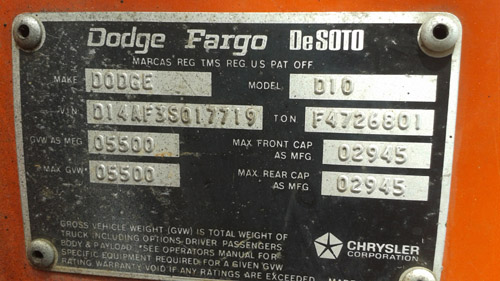 Dodge Fargo DeSOTO
MARCAS REG TMS REG. US PAT OFF
MAKE DODGE MODEL D10
VIN D14AF3S017719 TON F4726801
GVW AS MFG 05500 MAX FRONT CAP AS MFG 02945
MAX GVW 05500 MAX REAR CAP AS MFG 02945
GROSS VEHICLE WEIGHT (GVW) IS TOTAL WEIGHT OF
TRUCK INCLUDING OPTIONS, DRIVER, PASSENGERS
BODY & PAYLOAD. *SEE OPERATORS MANUAL FOR
SPECIFIC EQUIPMENT REQUIRED FOR A GIVEN GVW
RATING WARRANTY VOID IF ANY RATINGS ARE EXCEEDED
CHRYSLER
CORPORATION